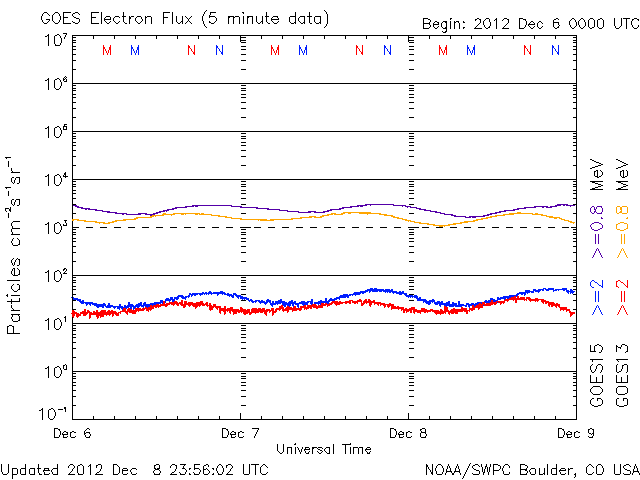 GOES Electron Flux (5 minute data)
Begin: 2012 Dec 6 0000 UTC
M M N N M M N N M M N N
10⁷
10⁶
10⁵
10⁴
10³
10²
10¹
10⁰
10⁻¹
Particles cm⁻²s⁻¹sr⁻¹
Dec 6 Dec 7 Dec 8 Dec 9
Universal Time
GOES15 >=2 >=0.8 MeV
GOES13 >=2 >=0.8 MeV
Updated 2012 Dec 8 23:56:02 UTC
NOAA/SWPC Boulder, CO USA